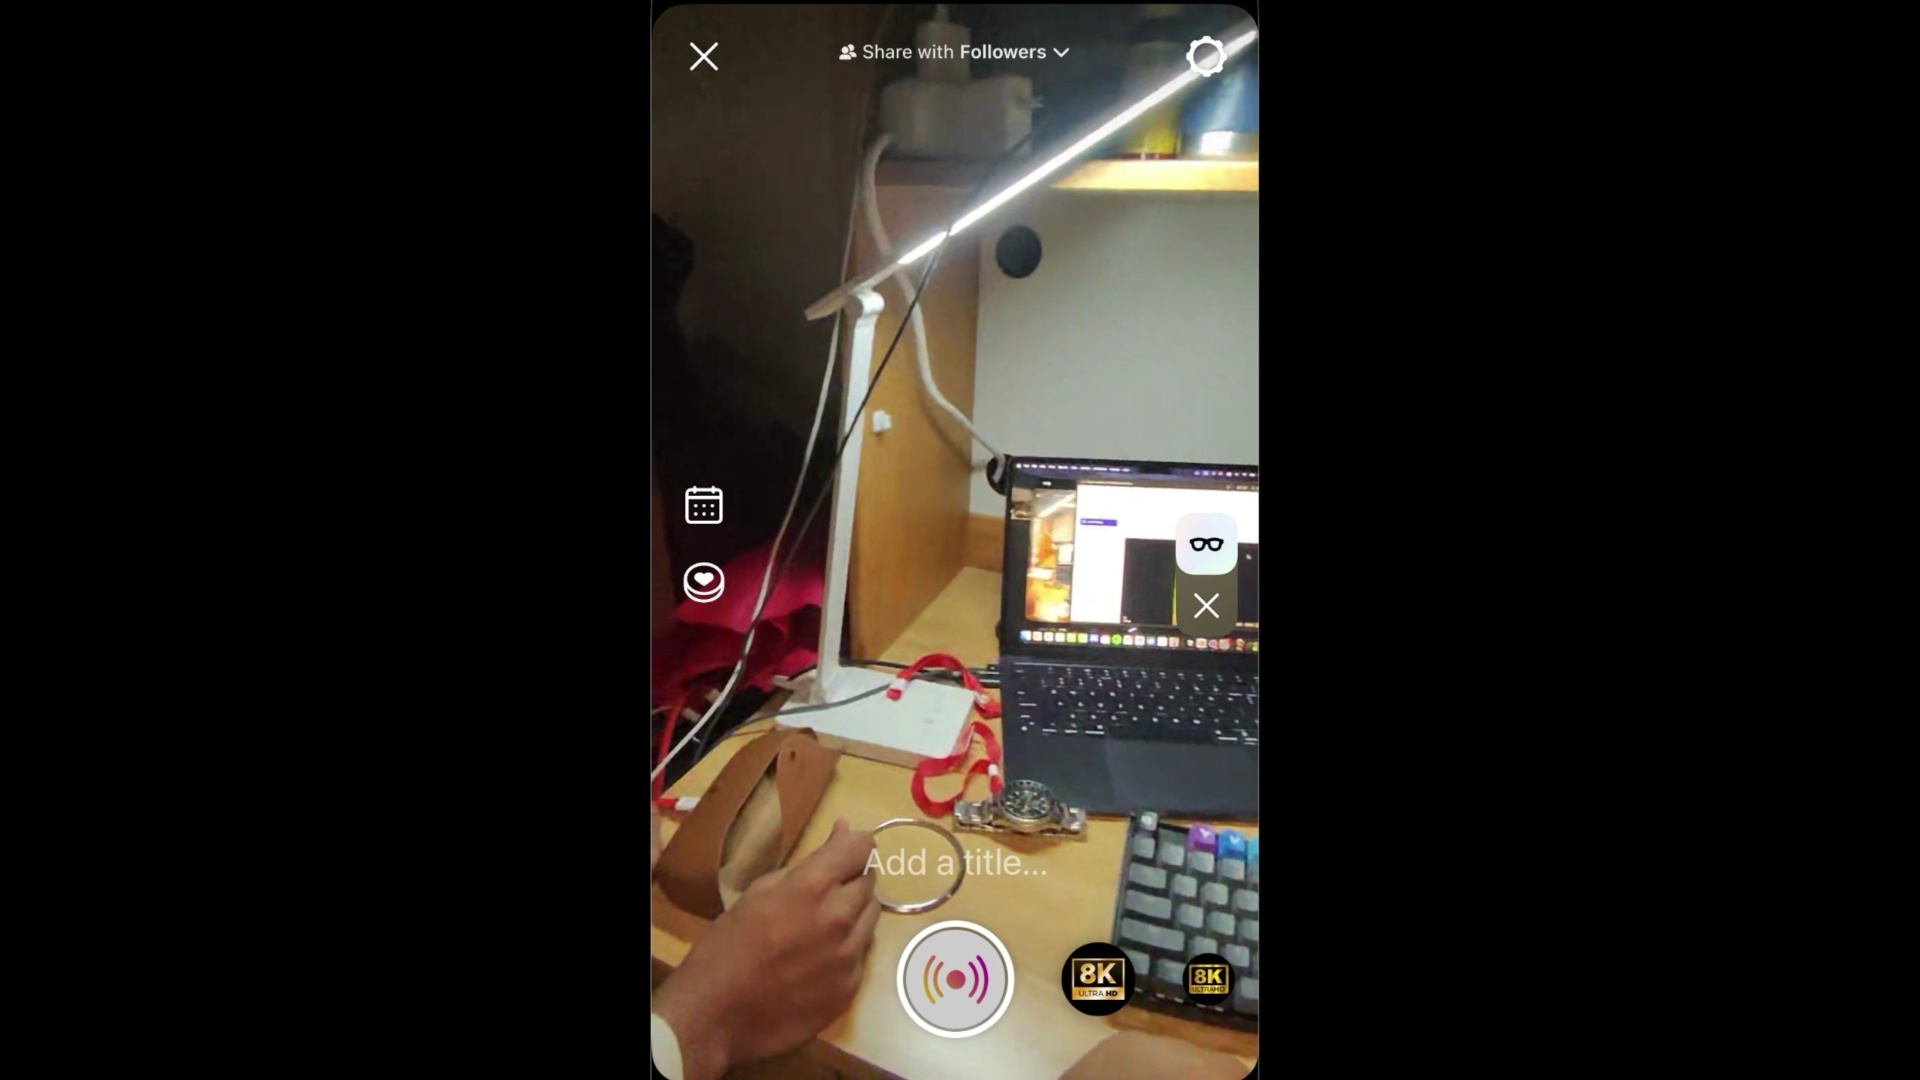 Share with Followers
Add a title...
8K
ULTRA HD
8K
ULTRA HD